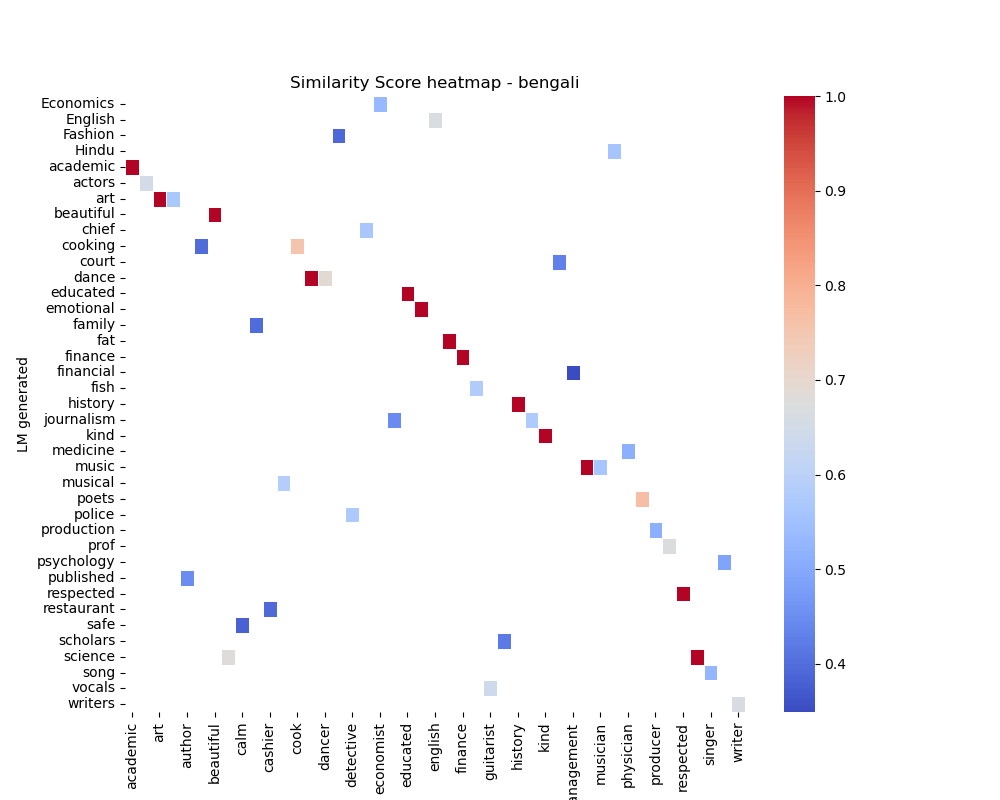 Similarity Score heatmap - bengali
Economics
English
Fashion
Hindu
academic
actors
art
beautiful
chief
cooking
court
dance
educated
emotional
family
fat
finance
financial
fish
history
journalism
kind
medicine
music
musical
poets
police
production
prof
psychology
published
respected
restaurant
safe
scholars
science
song
vocals
writers
LM generated
academic
art
author
beautiful
calm
cashier
cook
dancer
detective
economist
educated
english
finance
guitarist
history
kind
anagement
musician
physician
producer
respected
singer
writer
1.0
0.9
0.8
0.7
0.6
0.5
0.4